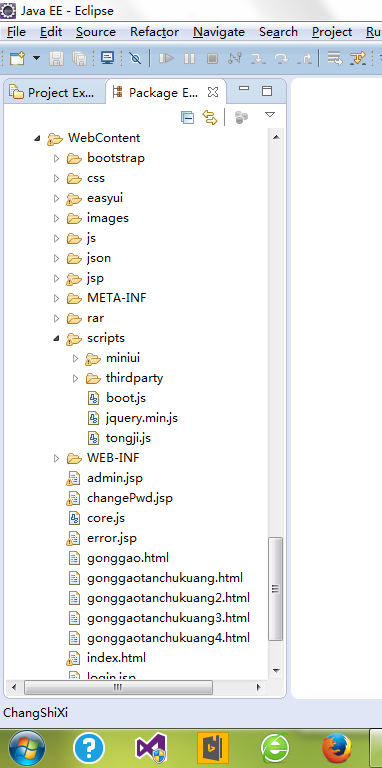 Java EE - Eclipse
File Edit Source Refactor Navigate Search Project Ru
Project Ex... Package E...
WebContent
bootstrap
css
easyui
images
js
json
jsp
META-INF
rar
scripts
miniui
thirdparty
boot.js
jquery.min.js
tongji.js
WEB-INF
admin.jsp
changePwd.jsp
core.js
error.jsp
gonggao.html
gonggaotanchukuang.html
gonggaotanchukuang2.html
gonggaotanchukuang3.html
gonggaotanchukuang4.html
index.html
login.jsp
ChangShiXi